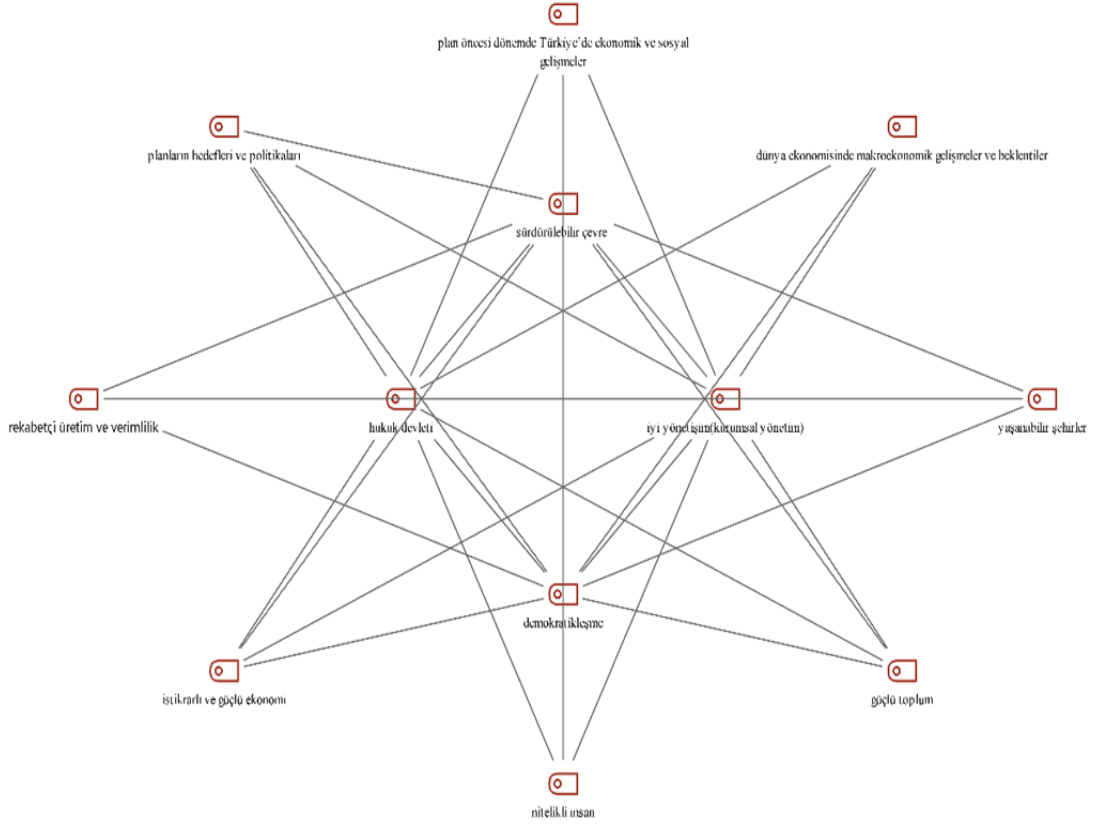 plan öncesi dönemde Türkiye'de ekonomik ve sosyal
gelişmeler
planların hedefleri ve politikaları
dünya ekonomisinde makroekonomik gelişmeler ve beklentiler
sürdürülebilir çevre
rekabetçi üretim ve verimlilik
hukuk devleti
iyi yönetişim(kurumsal yönetim)
yaşanabilir şehirler
demokratikleşme
istikrarlı ve güçlü ekonomi
güçlü toplum
nitelikli insan